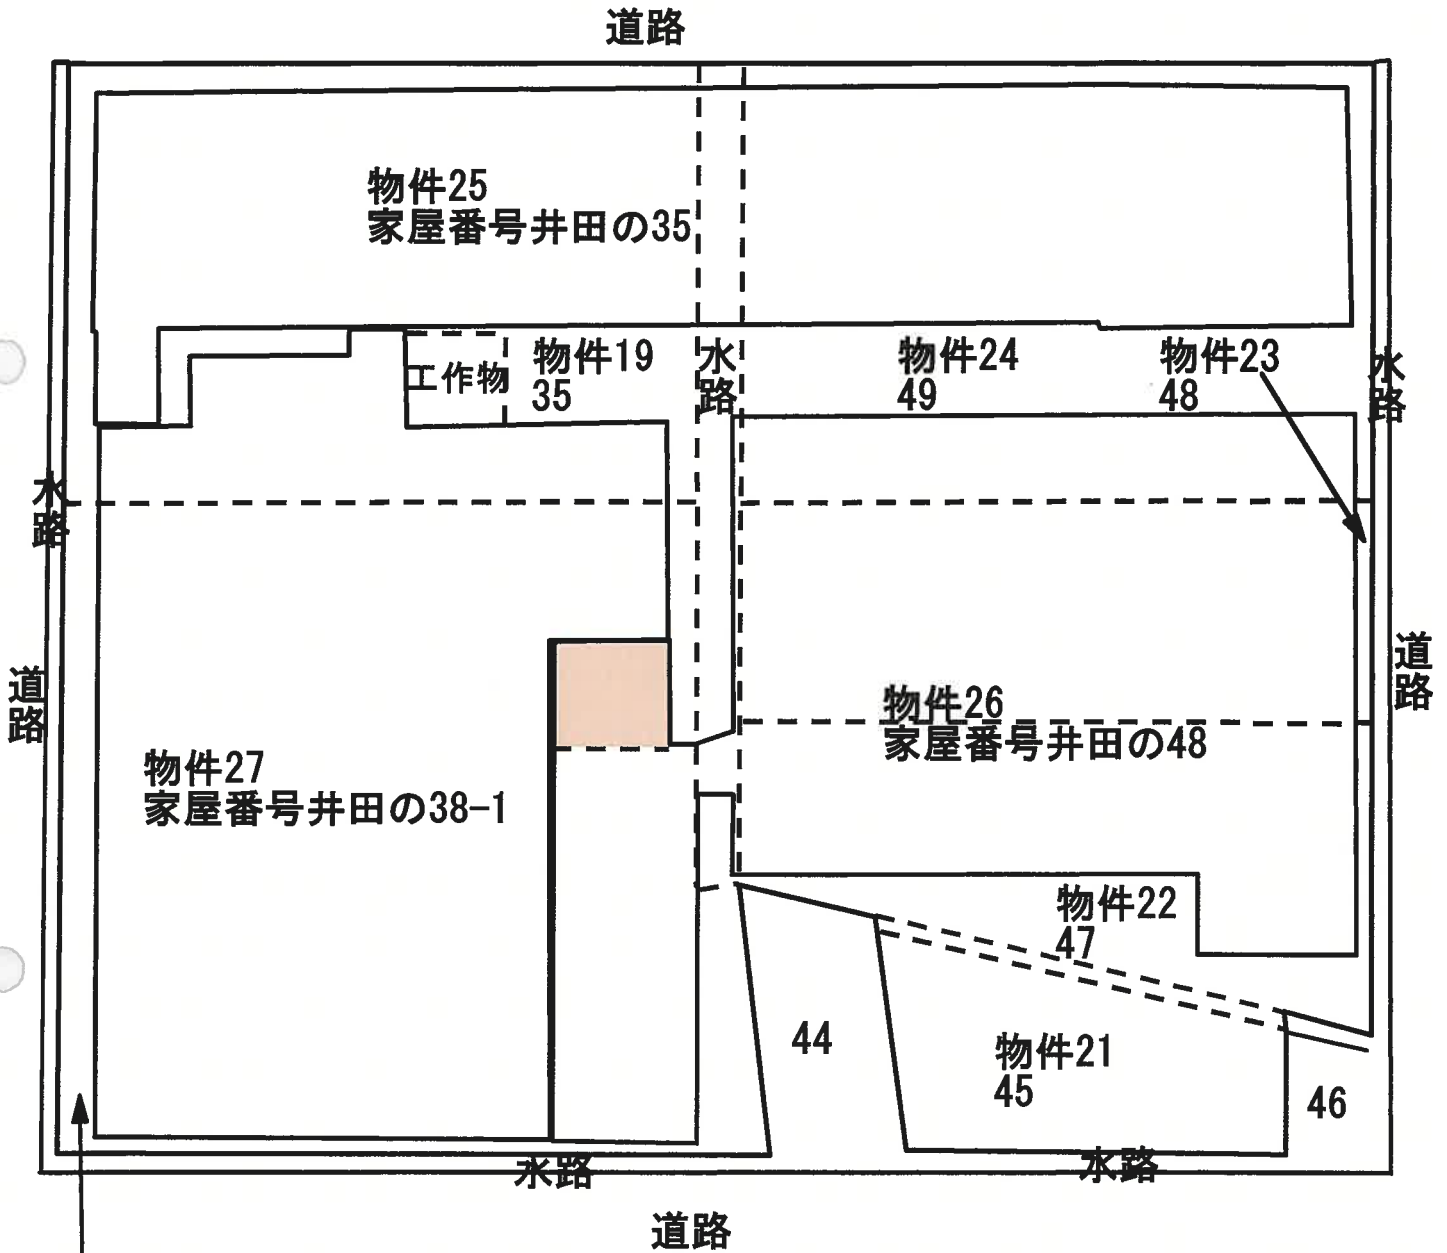 道路
物件25
家屋番号井田の35
工作物
物件19
35
水路
物件24
49
物件23
48
水路
水路
道路
道路
物件26
家屋番号井田の48
物件27
家屋番号井田の38-1
物件22
47
44
物件21
45
46
水路
水路
道路